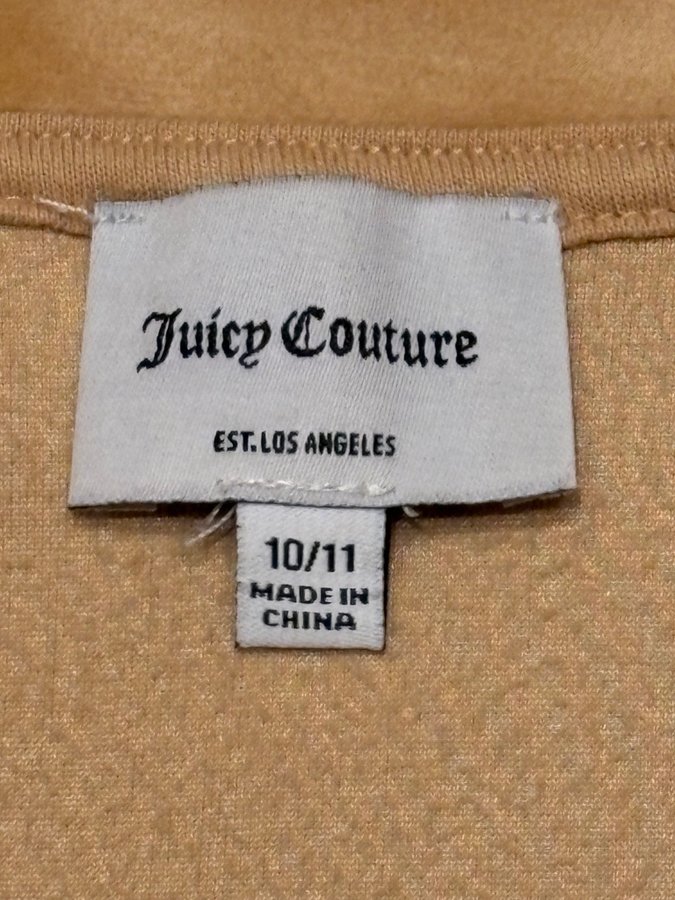 Juicy Couture
EST. LOS ANGELES
10/11
MADE IN
CHINA